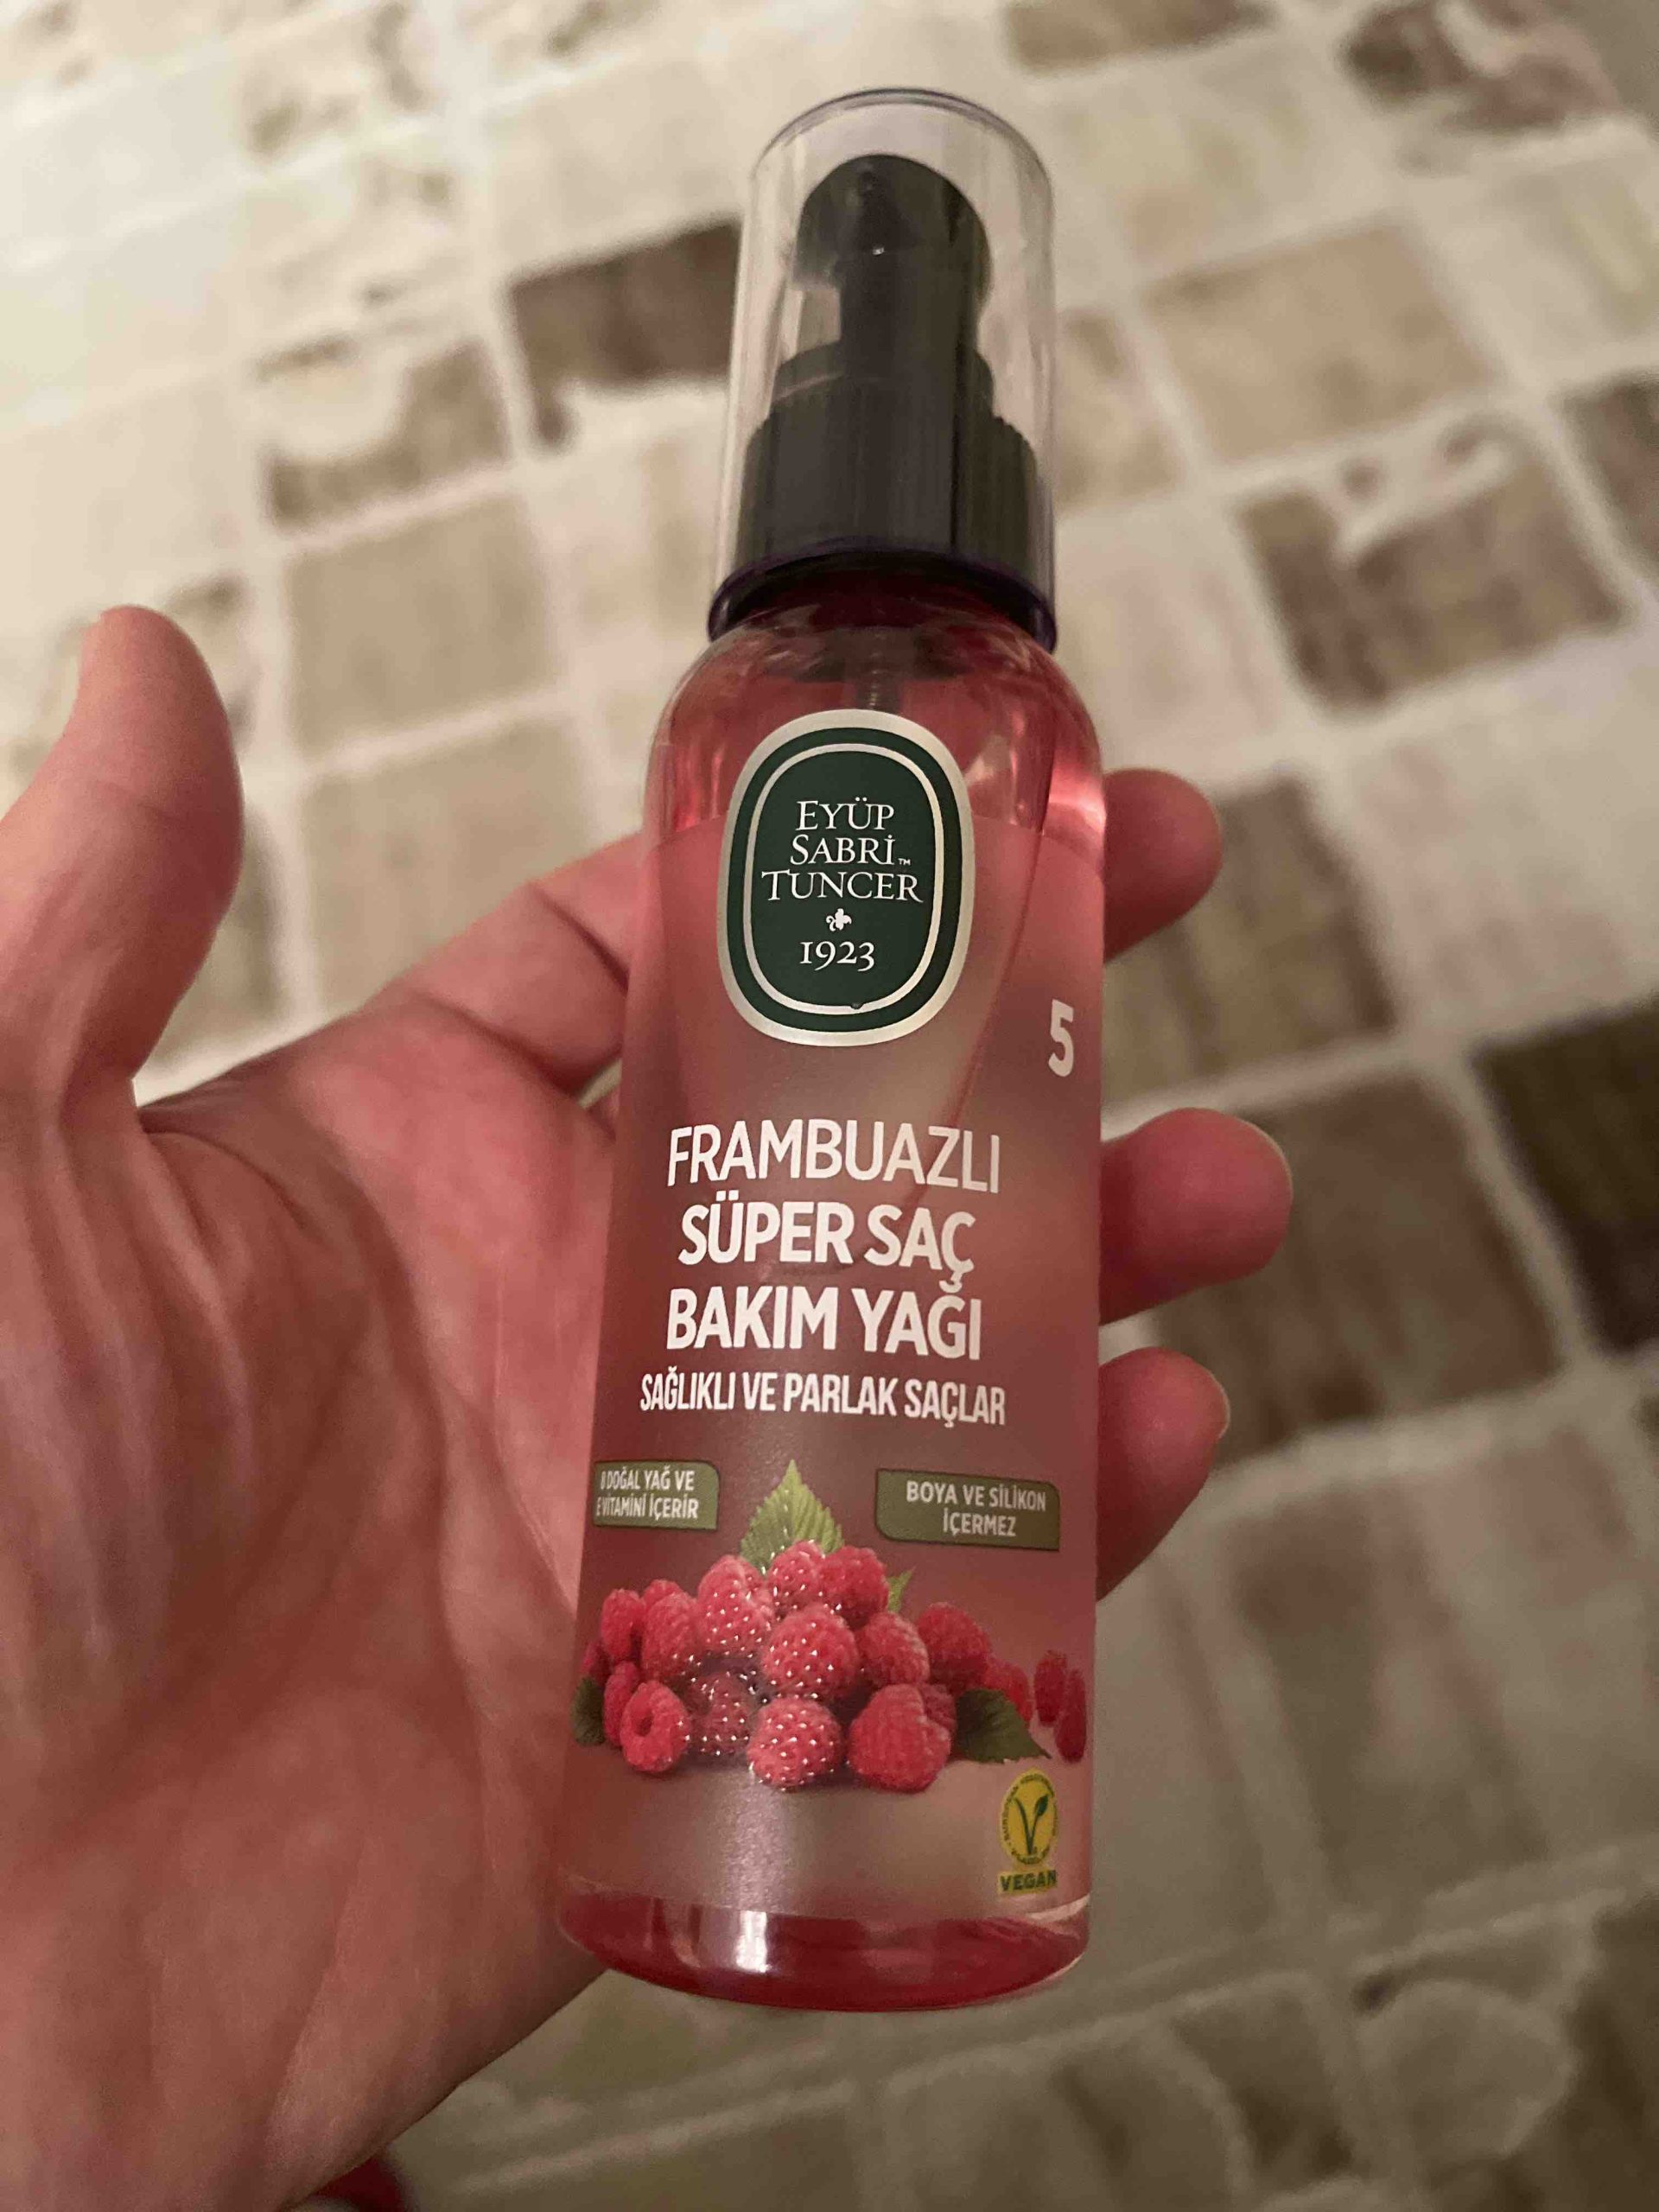 EYÜP
SABRİ™
TUNCER
1923
5
FRAMBUAZLI
SÜPER SAÇ
BAKIM YAĞI
SAĞLIKLI VE PARLAK SAÇLAR
DOĞAL YAĞ VE
E VİTAMİNİ İÇERİR
BOYA VE SİLİKON
İÇERMEZ
VEGAN